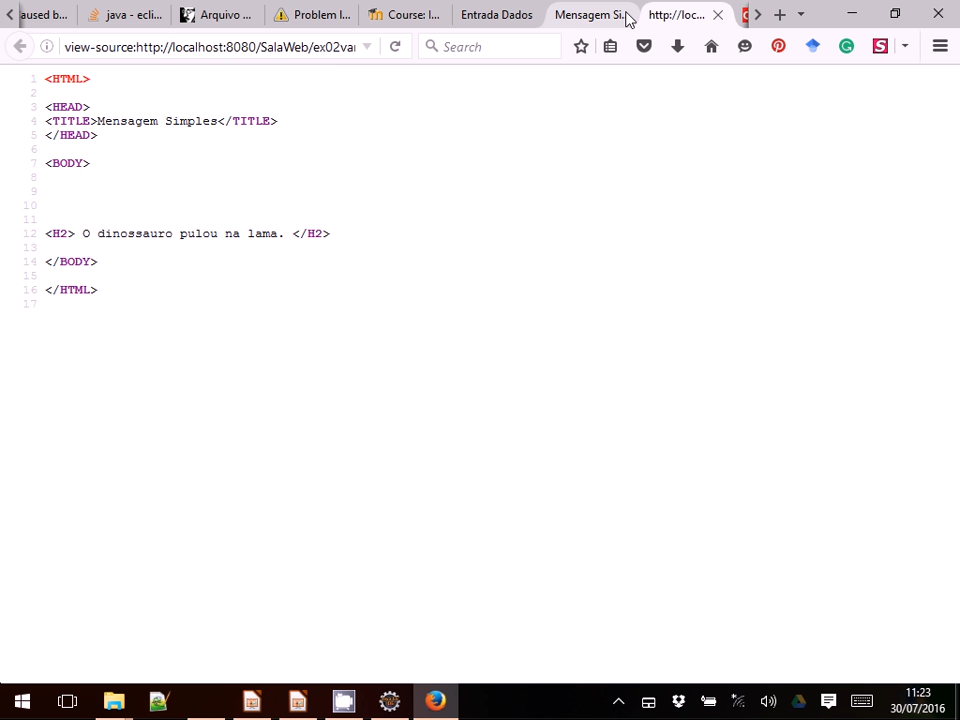 aused b...
java - ecli...
Arquivo ...
Problem l...
Course: I...
Entrada Dados
Mensagem Si...
http://loc...
view-source:http://localhost:8080/SalaWeb/ex02var
Search
1 <HTML>
2
3 <HEAD>
4 <TITLE>Mensagem Simples</TITLE>
5 </HEAD>
6
7 <BODY>
8
9
10
11
12 <H2> O dinossauro pulou na lama. </H2>
13
14 </BODY>
15
16 </HTML>
17
11:23
30/07/2016